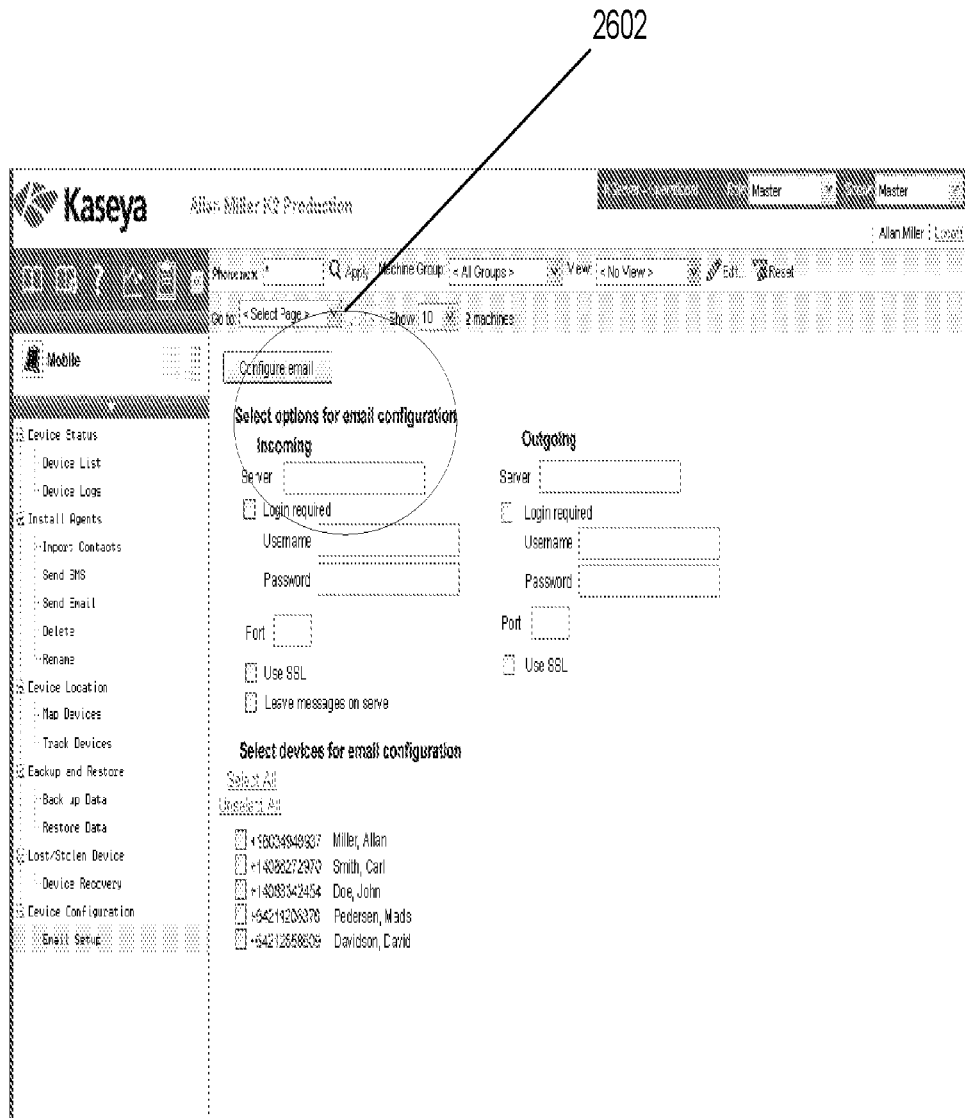 2602
Kaseya
Allan Miller K2 Production
Master
Master
Allan Miller
Apply Machine Group: < All Groups > View: < No View > Edit... Reset
Go to: < Select Page > Show 10 2 machines
Mobile
Configure email
Select options for email configuration
Incoming
Outgoing
Server
Server
Login required
Login required
Username
Username
Password
Password
Port
Port
Use SSL
Use SSL
Leave messages on serve
Select devices for email configuration
Select All
Unselect All
Miller, Allan
Smith, Carl
Doe, John
Pedersen, Mads
Davidson, David
Device Status
Device List
Device Logs
Install Agents
Import Contacts
Send SMS
Send Email
Delete
Rename
Device Location
Map Devices
Track Devices
Backup and Restore
Back up Data
Restore Data
Lost/Stolen Device
Device Recovery
Device Configuration
Email Setup